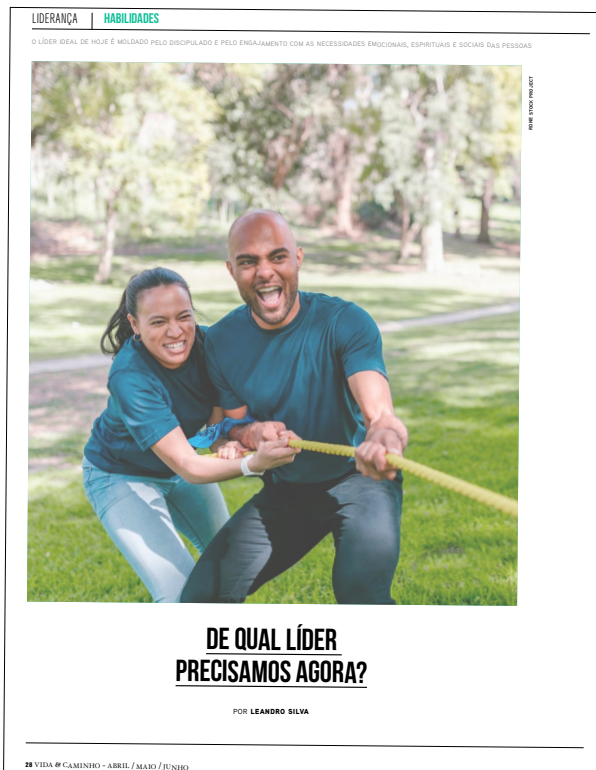 LIDERANÇA | HABILIDADES
O LÍDER IDEAL DE HOJE É MOLDADO PELO DISCIPULADO E PELO ENGAJAMENTO COM AS NECESSIDADES EMOCIONAIS, ESPIRITUAIS E SOCIAIS DAS PESSOAS
RDNE STOCK PROJECT
DE QUAL LÍDER
PRECISAMOS AGORA?
POR LEANDRO SILVA
28 VIDA & CAMINHO - ABRIL / MAIO / JUNHO